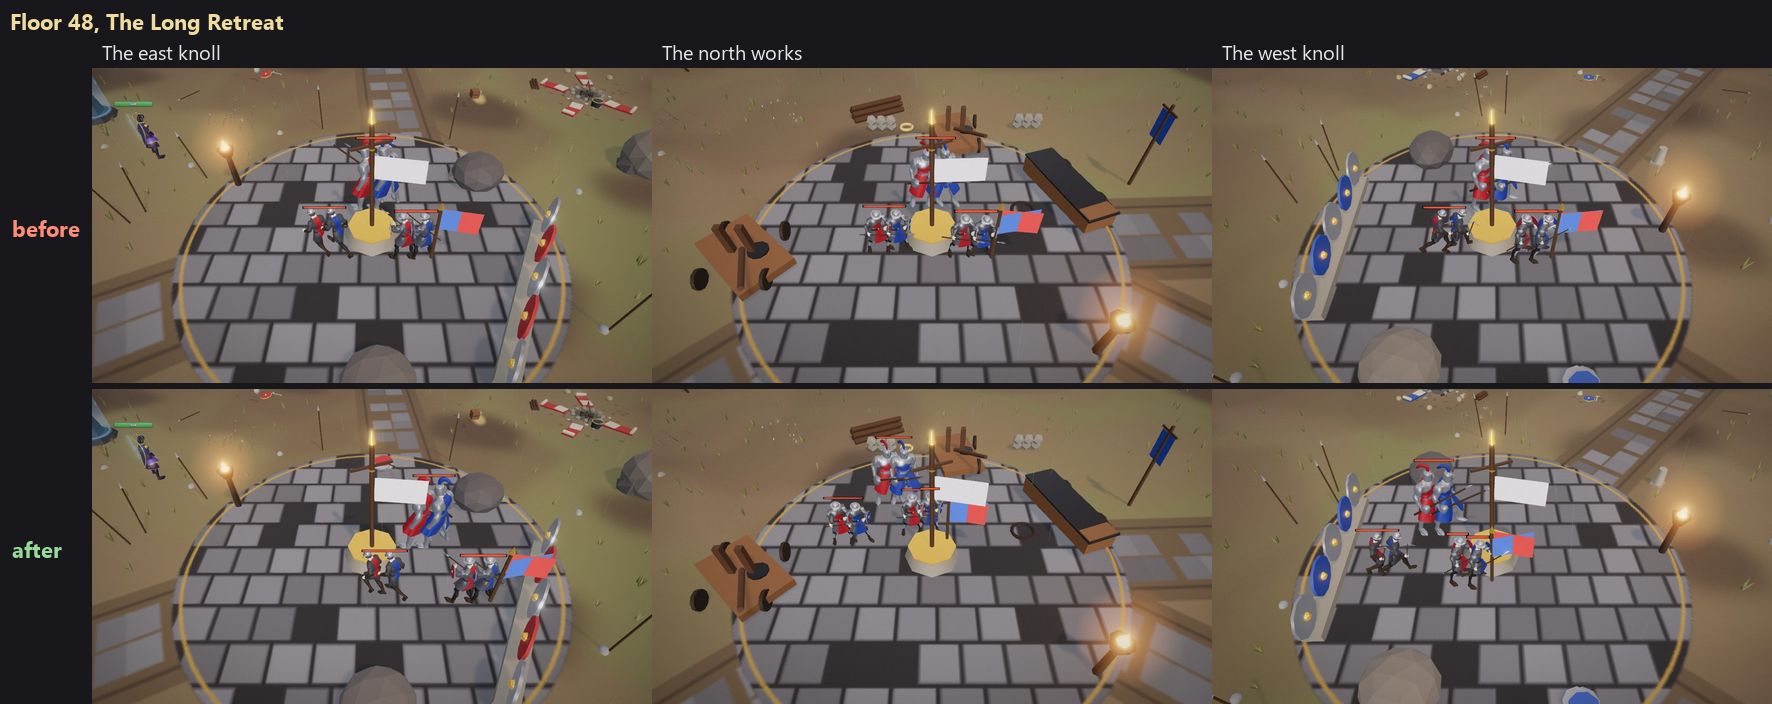 Floor 48, The Long Retreat
The east knoll
The north works
The west knoll
before
after